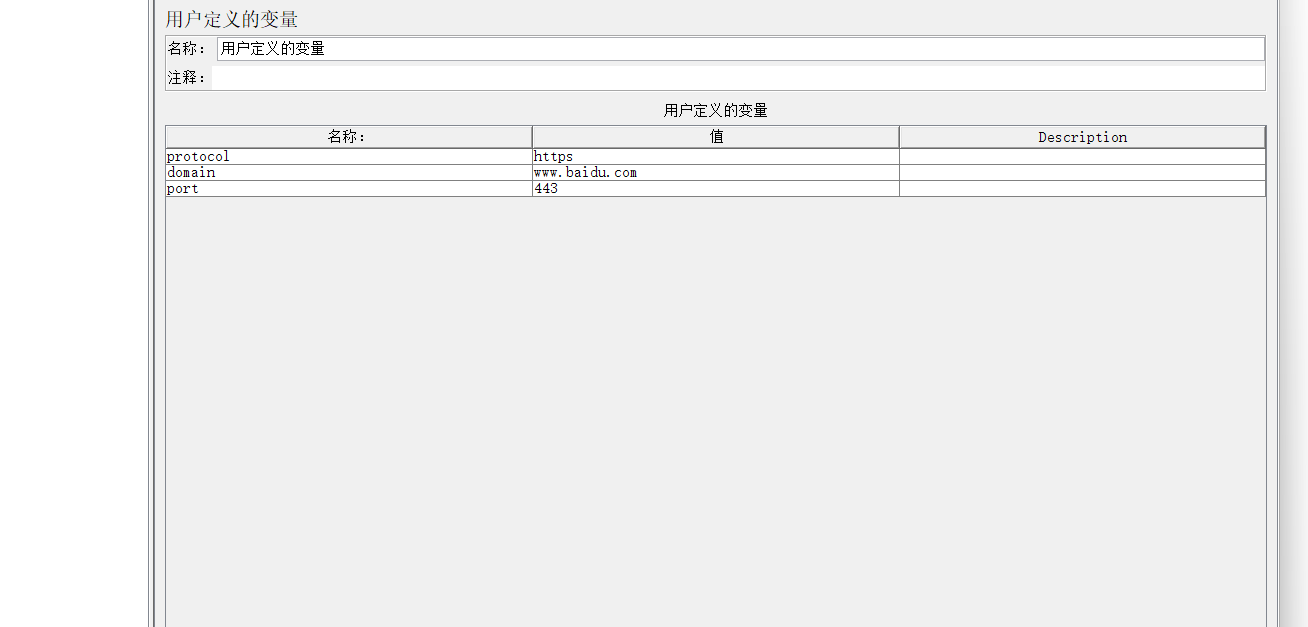 用户定义的变量
名称： 用户定义的变量
注释：
用户定义的变量
名称： 值 Description
protocol https
domain www.baidu.com
port 443